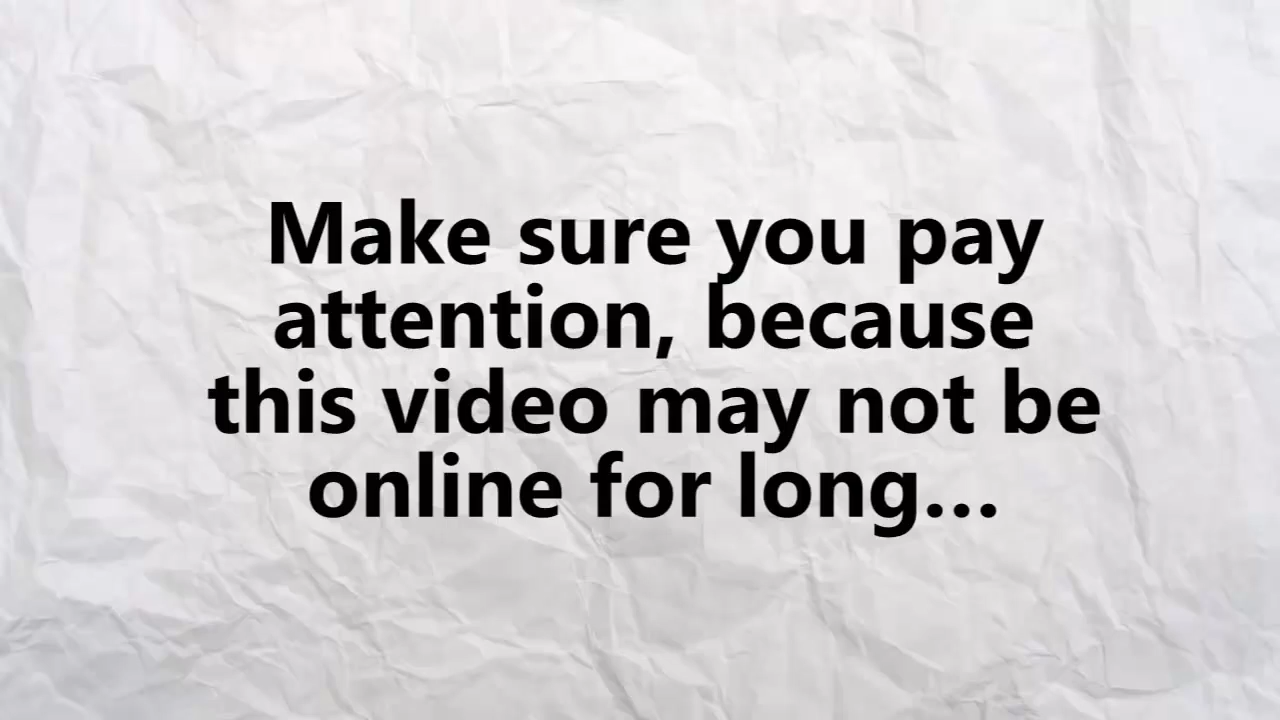 Make sure you pay
attention, because
this video may not be
online for long...